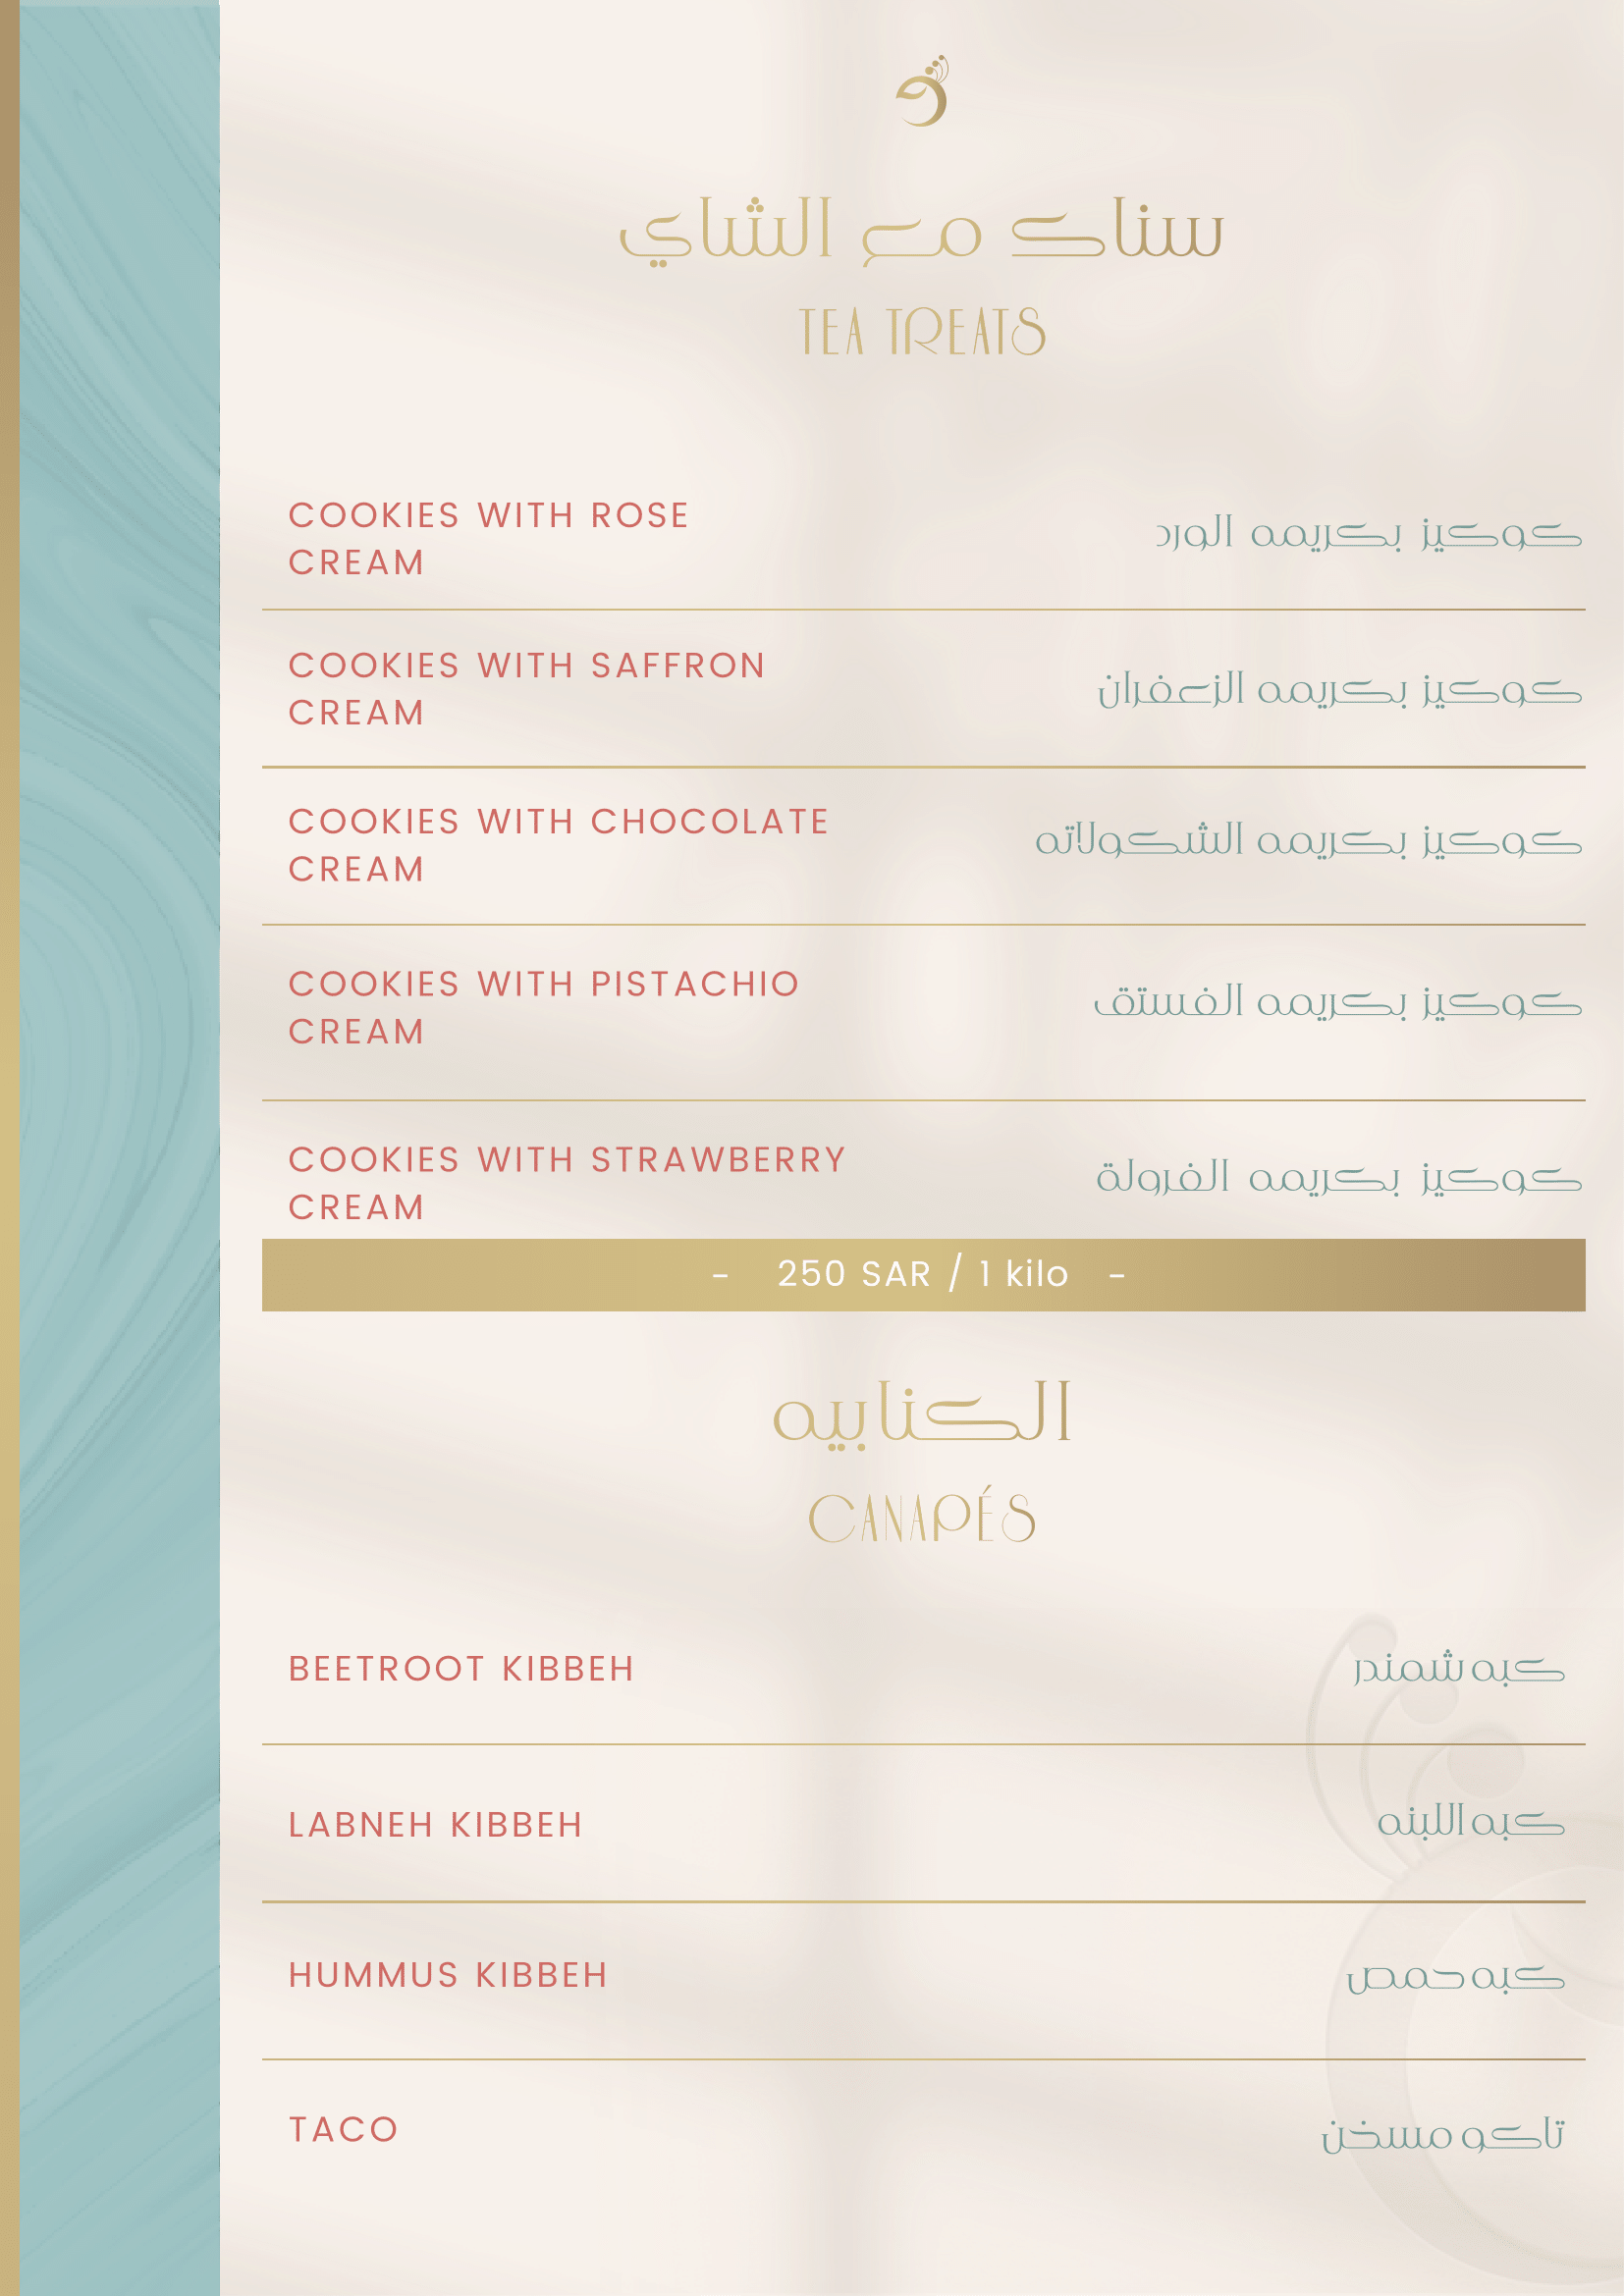 سناك مع الشاي
TEA TREATS
COOKIES WITH ROSE
CREAM
كوكيز بكريمه الورد
COOKIES WITH SAFFRON
CREAM
كوكيز بكريمه الزعفران
COOKIES WITH CHOCOLATE
CREAM
كوكيز بكريمه الشكولاته
COOKIES WITH PISTACHIO
CREAM
كوكيز بكريمه الفستق
COOKIES WITH STRAWBERRY
CREAM
كوكيز بكريمه الفرولة
- 250 SAR / 1 kilo -
الكنابيه
CANAPÉS
BEETROOT KIBBEH
كبه شمندر
LABNEH KIBBEH
كبه اللبنه
HUMMUS KIBBEH
كبه حمص
TACO
تاكو مسخن